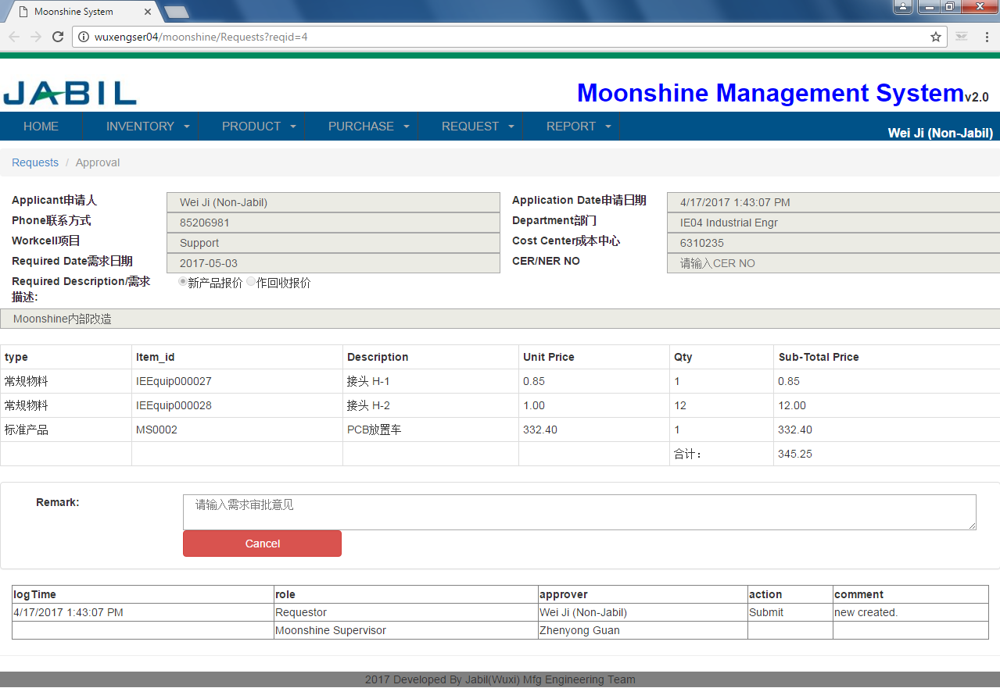 Moonshine System
wuxengser04/moonshine/Requests?reqid=4
JABIL
Moonshine Management Systemv2.0
HOME INVENTORY PRODUCT PURCHASE REQUEST REPORT
Wei Ji (Non-Jabil)
Requests / Approval
Applicant申请人 Wei Ji (Non-Jabil) Application Date申请日期 4/17/2017 1:43:07 PM
Phone联系方式 85206981 Department部门 IE04 Industrial Engr
Workcell项目 Support Cost Center成本中心 6310235
Required Date需求日期 2017-05-03 CER/NER NO 请输入CER NO
Required Description/需求 新产品报价 作回收报价
描述:
Moonshine内部改造
type Item_id Description Unit Price Qty Sub-Total Price
常规物料 IEEquip000027 接头 H-1 0.85 1 0.85
常规物料 IEEquip000028 接头 H-2 1.00 12 12.00
标准产品 MS0002 PCB放置车 332.40 1 332.40
合计： 345.25
Remark: 请输入需求审批意见
Cancel
logTime role approver action comment
4/17/2017 1:43:07 PM Requestor Wei Ji (Non-Jabil) Submit new created.
Moonshine Supervisor Zhenyong Guan
2017 Developed By Jabil(Wuxi) Mfg Engineering Team